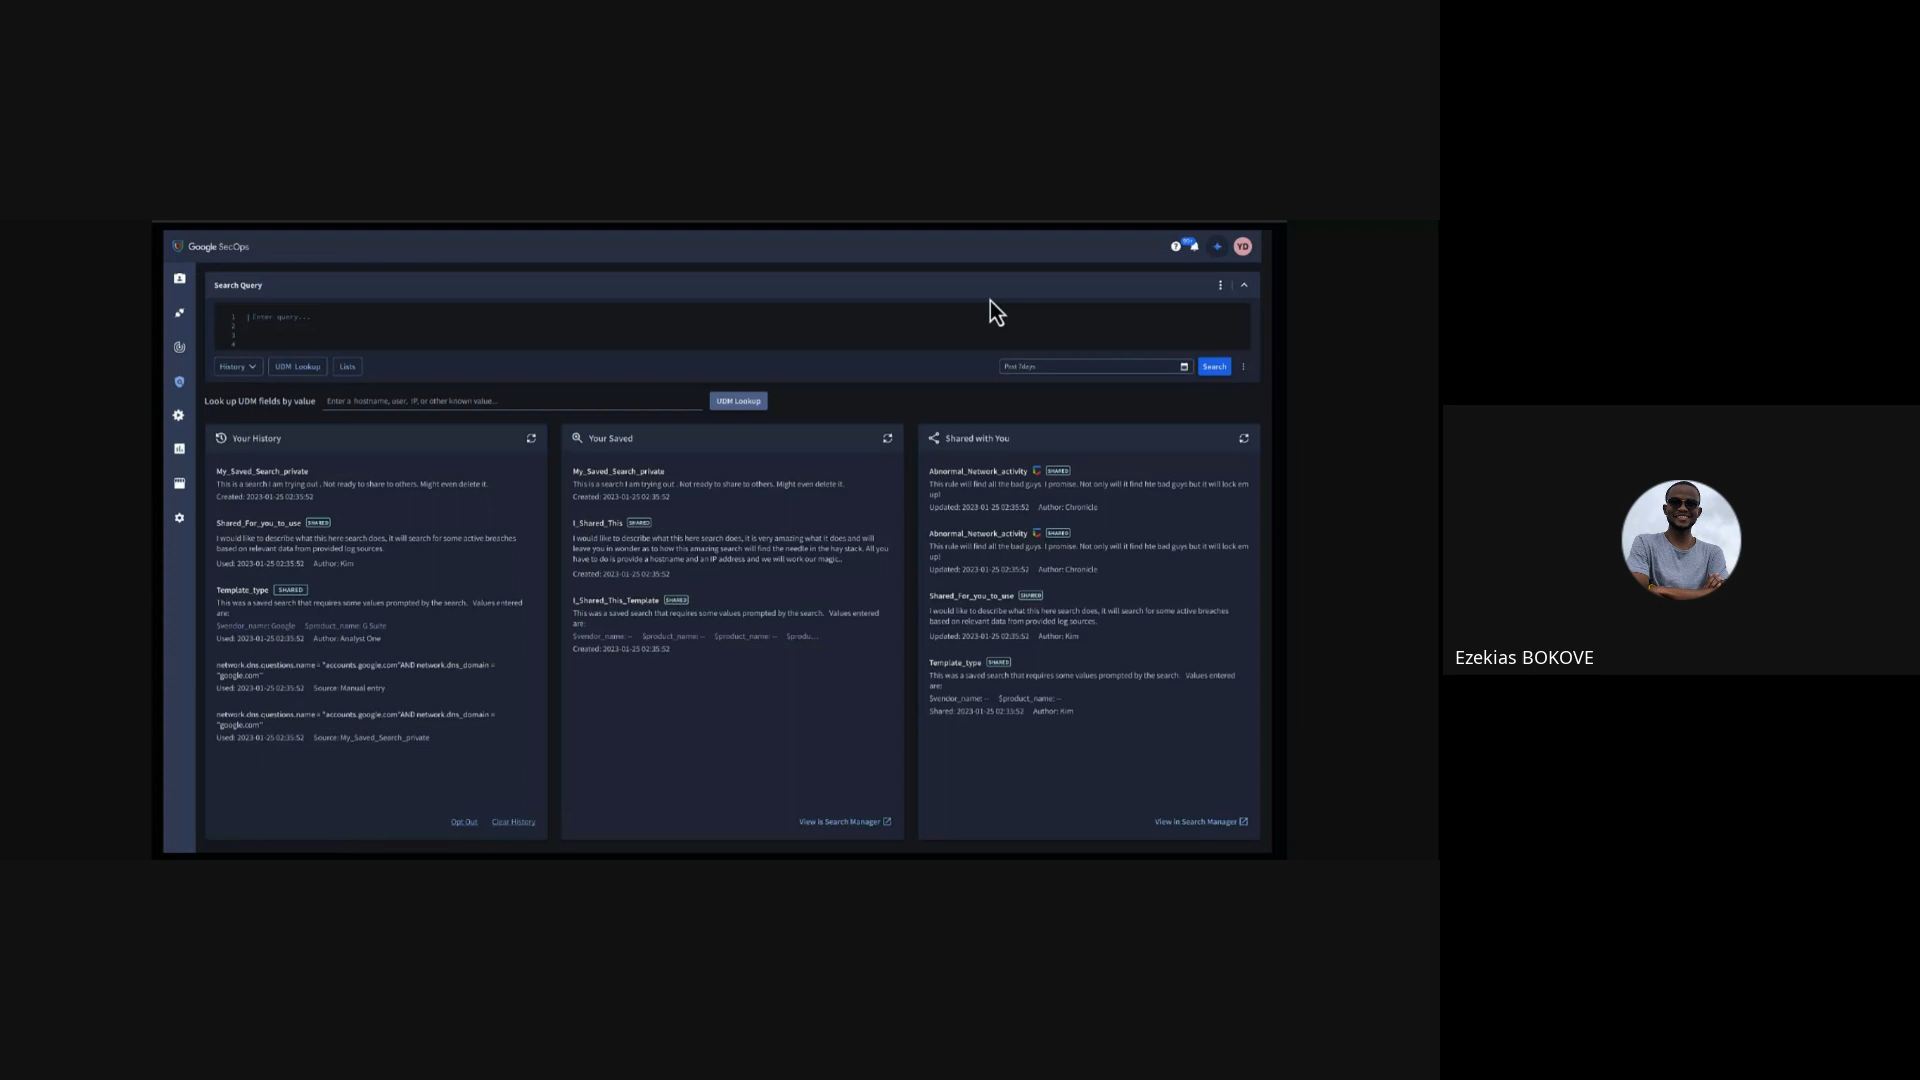 Google SecOps
YD
Search Query
1 Enter query...
2
3
4
History
UDM Lookup
Lists
Past 7days
Search
Look up UDM fields by value
Enter a hostname, user, IP, or other known value...
UDM Lookup
Your History
My_Saved_Search_private
This is a search I am trying out . Not ready to share to others. Might even delete it.
Created: 2023-01-25 02:35:52
Shared_For_you_to_use SHARED
I would like to describe what this here search does, it will search for some active breaches
based on relevant data from provided log sources.
Used: 2023-01-25 02:35:52 Author: Kim
Template_type SHARED
This was a saved search that requires some values prompted by the search. Values entered
are:
$vendor_name: Google $product_name: G Suite
Used: 2023-01-25 02:35:52 Author: Analyst One
network.dns.questions.name = "accounts.google.com"AND network.dns_domain =
"google.com"
Used: 2023-01-25 02:35:52 Source: Manual entry
network.dns.questions.name = "accounts.google.com"AND network.dns_domain =
"google.com"
Used: 2023-01-25 02:35:52 Source: My_Saved_Search_private
Opt Out
Clear History
Your Saved
My_Saved_Search_private
This is a search I am trying out . Not ready to share to others. Might even delete it.
Created: 2023-01-25 02:35:52
I_Shared_This SHARED
I would like to describe what this here search does, it is very amazing what it does and will
leave you in wonder as to how this amazing search will find the needle in the hay stack. All you
have to do is provide a hostname and an IP address and we will work our magic...
Created: 2023-01-25 02:35:52
I_Shared_This_Template SHARED
This was a saved search that requires some values prompted by the search. Values entered
are:
$vendor_name: -- $product_name: -- $product_name: -- $produ...
Created: 2023-01-25 02:35:52
View is Search Manager
Shared with You
Abnormal_Network_activity SHARED
This rule will find all the bad guys. I promise. Not only will it find hte bad guys but it will lock em
up!
Updated: 2023-01-25 02:35:52 Author: Chronicle
Abnormal_Network_activity SHARED
This rule will find all the bad guys. I promise. Not only will it find hte bad guys but it will lock em
up!
Updated: 2023-01-25 02:35:52 Author: Chronicle
Shared_For_you_to_use SHARED
I would like to describe what this here search does, it will search for some active breaches
based on relevant data from provided log sources.
Updated: 2023-01-25 02:35:52 Author: Kim
Template_type SHARED
This was a saved search that requires some values prompted by the search. Values entered
are:
$vendor_name: -- $product_name: --
Shared: 2023-01-25 02:35:52 Author: Kim
View in Search Manager
Ezekias BOKOVE